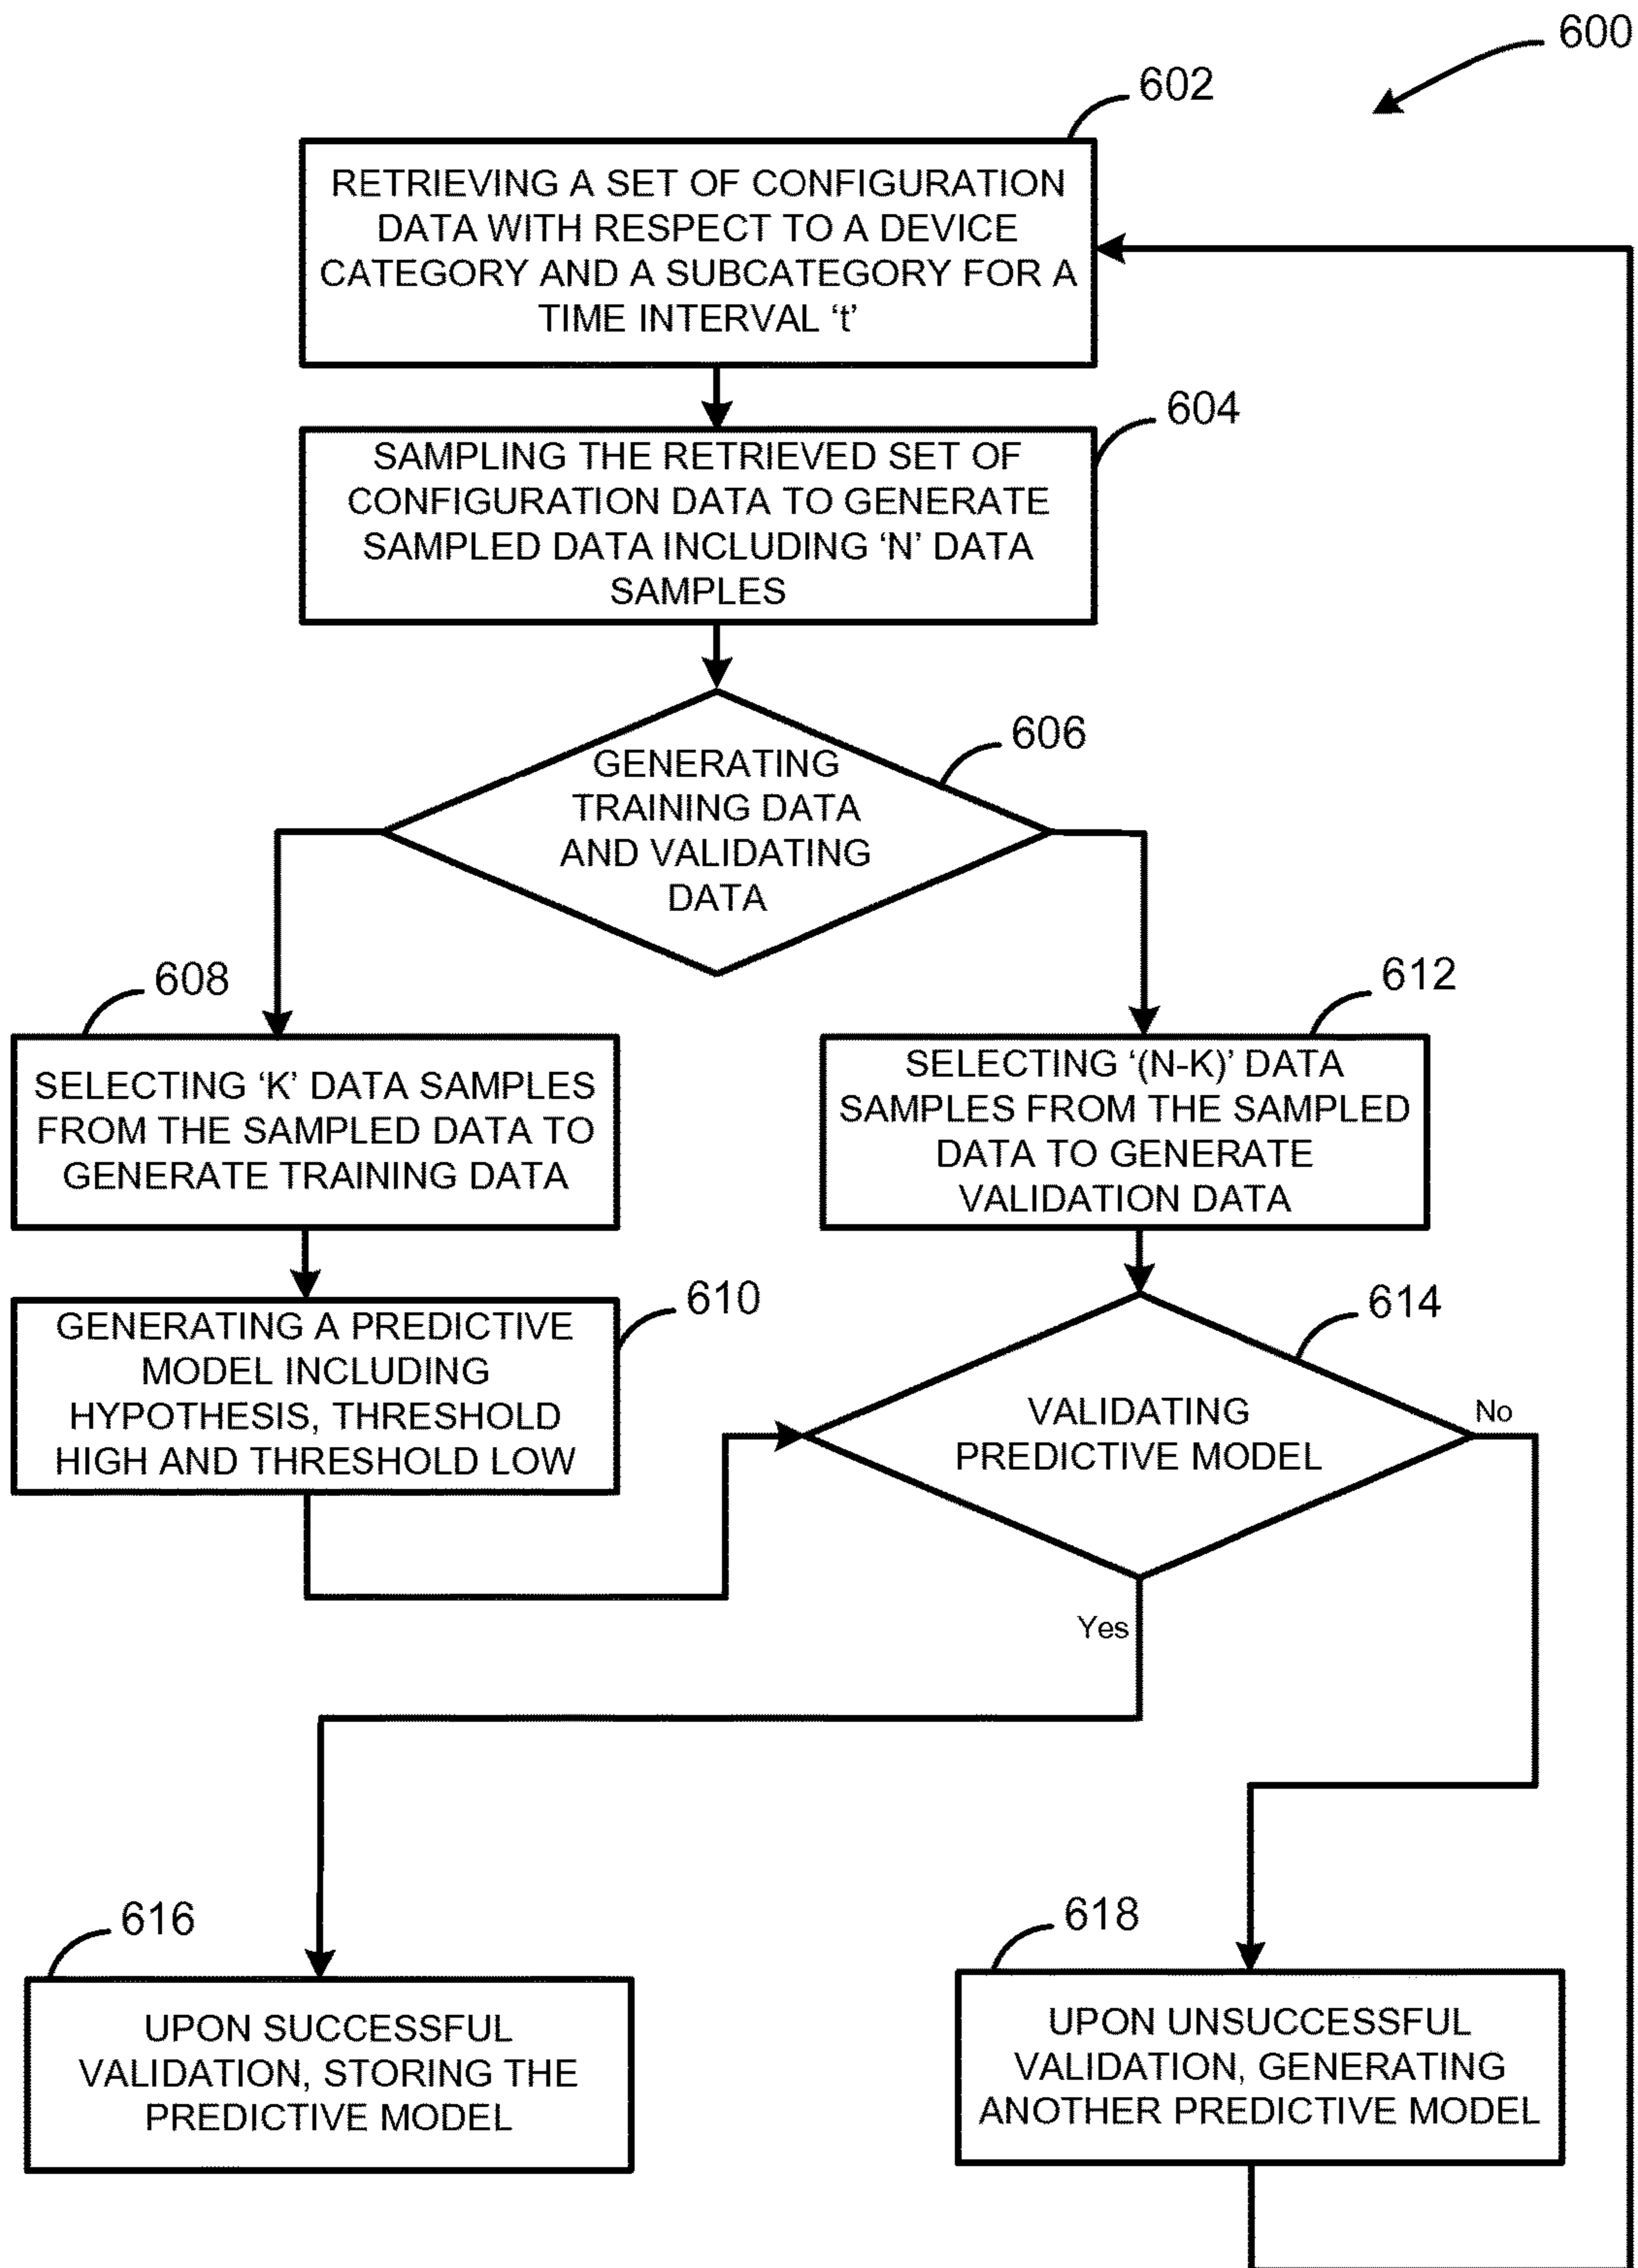 600
602
RETRIEVING A SET OF CONFIGURATION
DATA WITH RESPECT TO A DEVICE
CATEGORY AND A SUBCATEGORY FOR A
TIME INTERVAL ‘t’
604
SAMPLING THE RETRIEVED SET OF
CONFIGURATION DATA TO GENERATE
SAMPLED DATA INCLUDING ‘N’ DATA
SAMPLES
606
GENERATING
TRAINING DATA
AND VALIDATING
DATA
608
SELECTING ‘K’ DATA SAMPLES
FROM THE SAMPLED DATA TO
GENERATE TRAINING DATA
612
SELECTING ‘(N-K)’ DATA
SAMPLES FROM THE SAMPLED
DATA TO GENERATE
VALIDATION DATA
610
GENERATING A PREDICTIVE
MODEL INCLUDING
HYPOTHESIS, THRESHOLD
HIGH AND THRESHOLD LOW
614
VALIDATING
PREDICTIVE MODEL
No
Yes
616
UPON SUCCESSFUL
VALIDATION, STORING THE
PREDICTIVE MODEL
618
UPON UNSUCCESSFUL
VALIDATION, GENERATING
ANOTHER PREDICTIVE MODEL